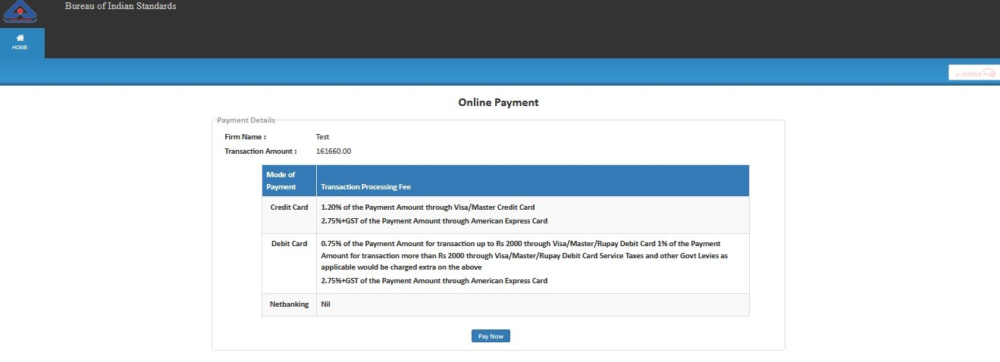 Bureau of Indian Standards
HOME
e-JAWAB
Online Payment
Payment Details
Firm Name : Test
Transaction Amount : 161660.00
Mode of
Payment Transaction Processing Fee
Credit Card 1.20% of the Payment Amount through Visa/Master Credit Card
2.75%+GST of the Payment Amount through American Express Card
Debit Card 0.75% of the Payment Amount for transaction up to Rs 2000 through Visa/Master/Rupay Debit Card 1% of the Payment
Amount for transaction more than Rs 2000 through Visa/Master/Rupay Debit Card Service Taxes and other Govt Levies as
applicable would be charged extra on the above
2.75%+GST of the Payment Amount through American Express Card
Netbanking Nil
Pay Now